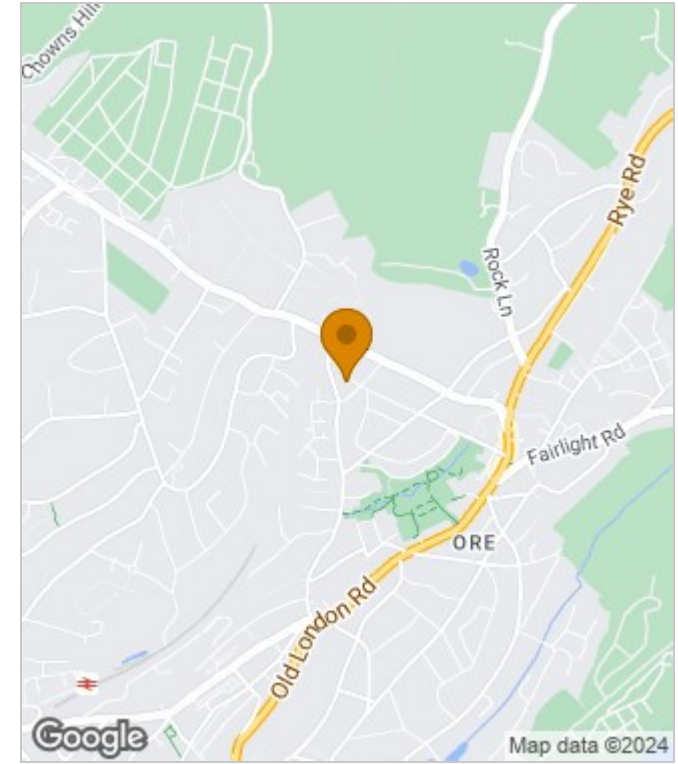 Chowns Hill
Rye Rd
Rock Ln
Fairlight Rd
ORE
Old London Rd
Google
Map data ©2024